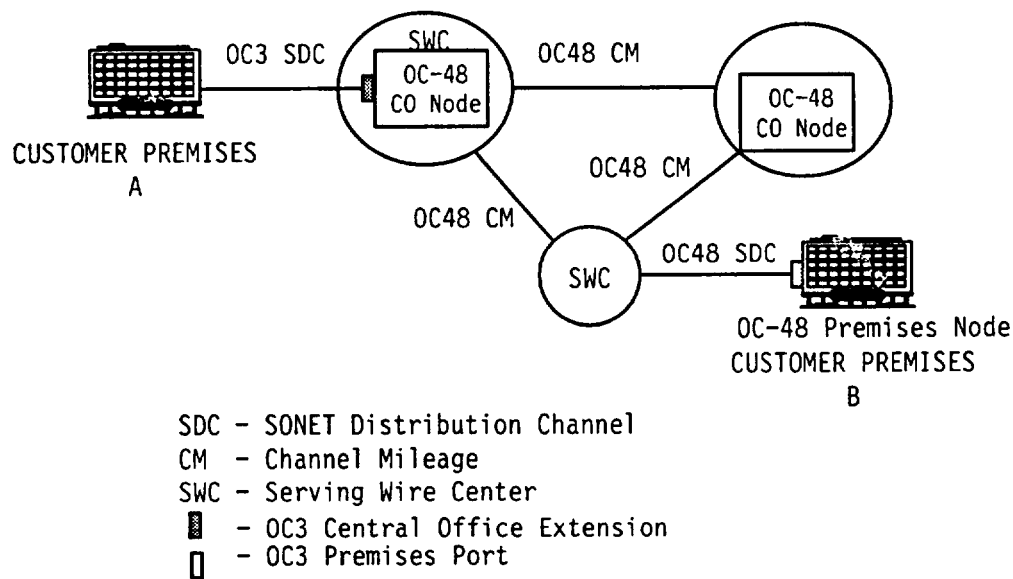 SWC
OC3 SDC
OC48 CM
OC-48
CO Node
OC-48
CO Node
CUSTOMER PREMISES
A
OC48 CM
OC48 CM
SWC
OC48 SDC
OC-48 Premises Node
CUSTOMER PREMISES
B
SDC - SONET Distribution Channel
CM - Channel Mileage
SWC - Serving Wire Center
- OC3 Central Office Extension
- OC3 Premises Port